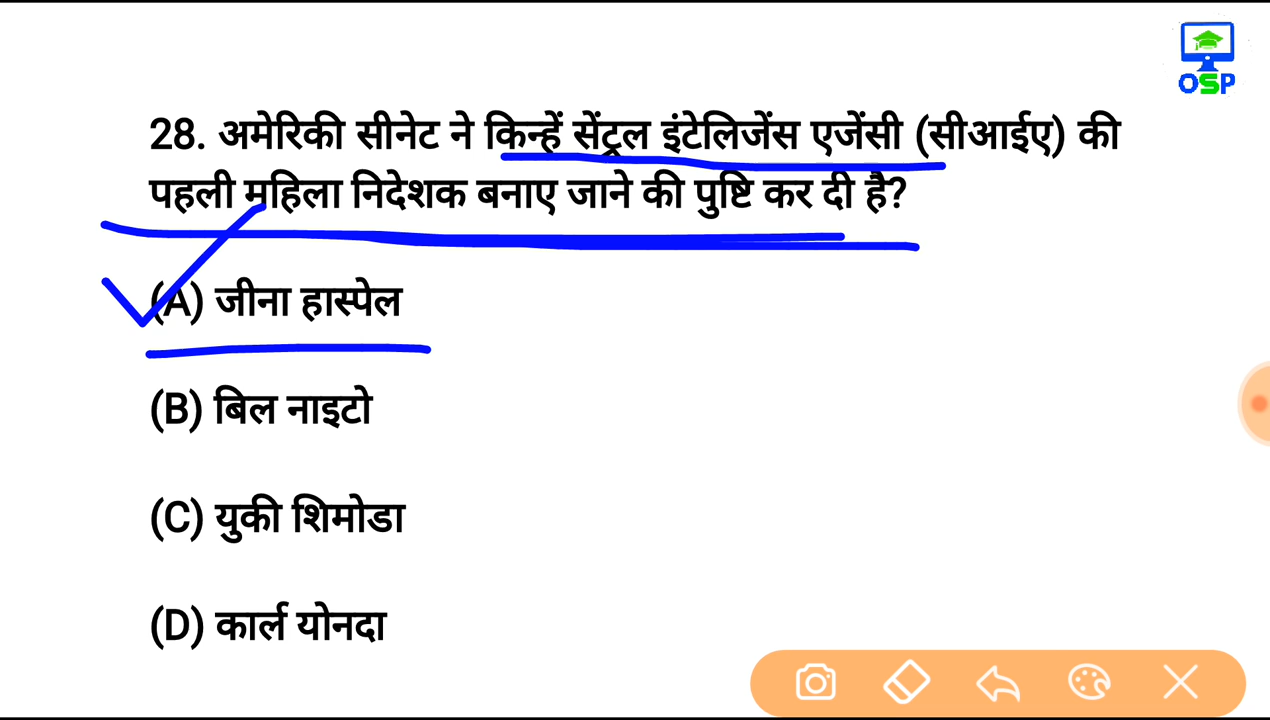 OSP
28. अमेरिकी सीनेट ने किन्हें सेंट्रल इंटेलिजेंस एजेंसी (सीआईए) की
पहली महिला निदेशक बनाए जाने की पुष्टि कर दी है?
(A) जीना हास्पेल
(B) बिल नाइटो
(C) युकी शिमोडा
(D) कार्ल योनदा